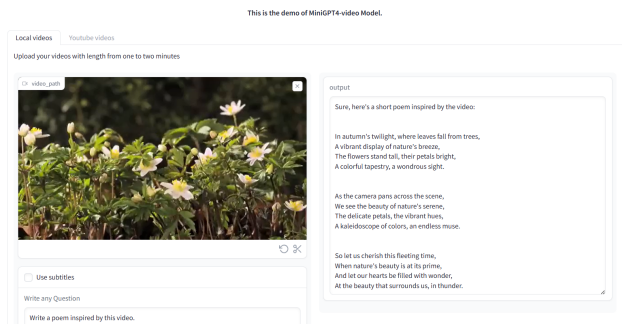 This is the demo of MiniGPT4-video Model.
Local videos
Youtube videos
Upload your videos with length from one to two minutes
video_path
output
Sure, here's a short poem inspired by the video:
In autumn's twilight, where leaves fall from trees,
A vibrant display of nature's breeze,
The flowers stand tall, their petals bright,
A colorful tapestry, a wondrous sight.
As the camera pans across the scene,
We see the beauty of nature's serene,
The delicate petals, the vibrant hues,
A kaleidoscope of colors, an endless muse.
So let us cherish this fleeting time,
When nature's beauty is at its prime,
And let our hearts be filled with wonder,
At the beauty that surrounds us, in thunder.
Use subtitles
Write any Question
Write a poem inspired by this video.